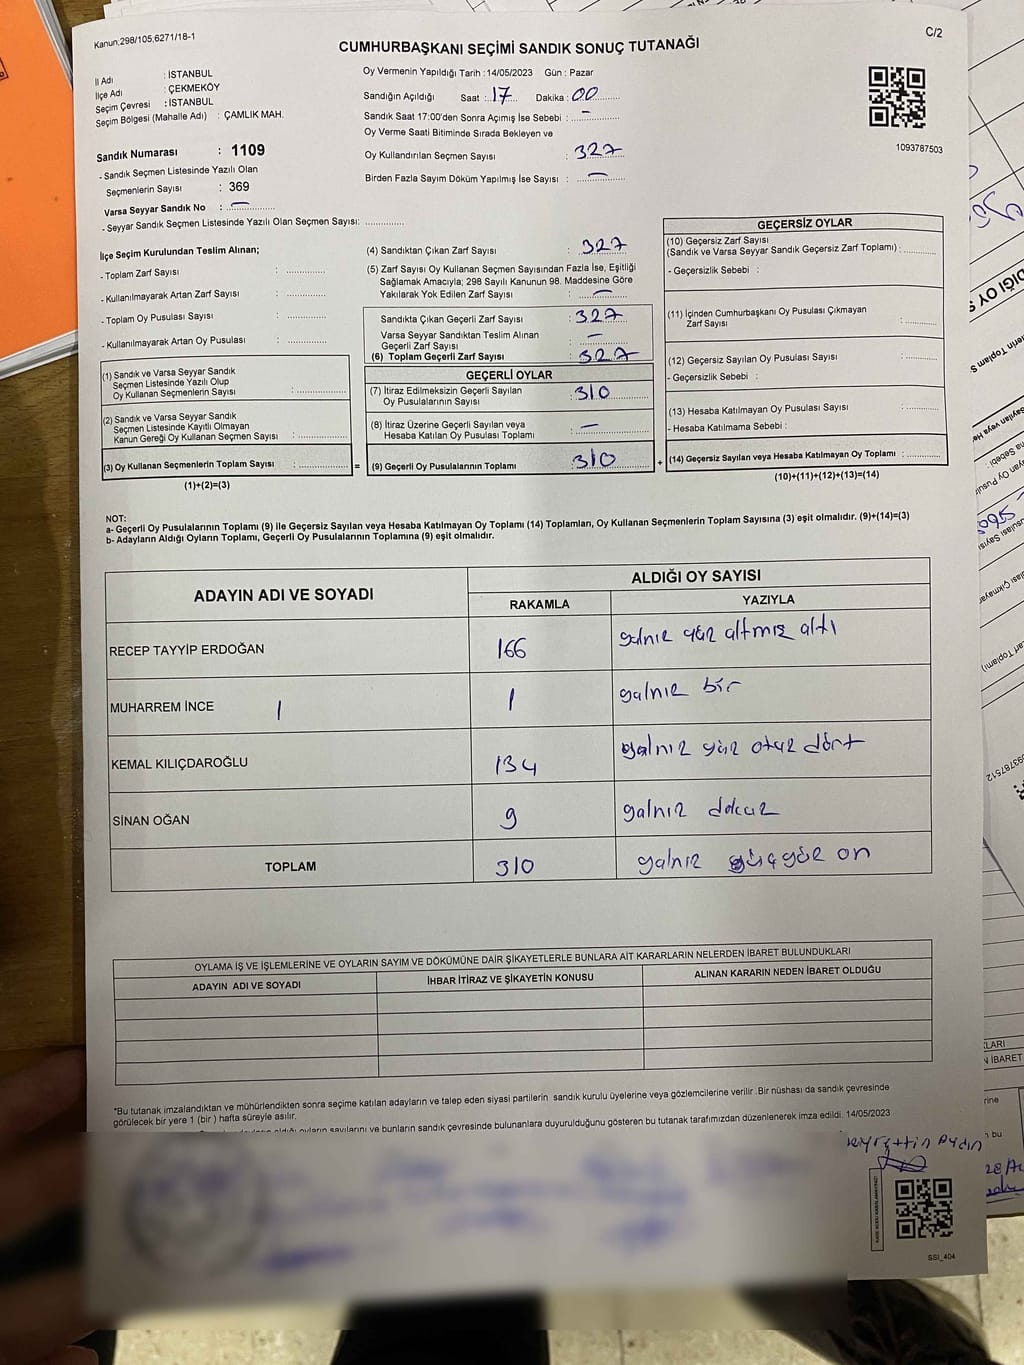 Kanun:298/105,6271/18-1
C/2
CUMHURBAŞKANI SEÇİMİ SANDIK SONUÇ TUTANAĞI
İl Adı : İSTANBUL
İlçe Adı : ÇEKMEKÖY
Seçim Çevresi : İSTANBUL
Seçim Bölgesi (Mahalle Adı) : ÇAMLIK MAH.
Sandık Numarası : 1109
- Sandık Seçmen Listesinde Yazılı Olan
Seçmenlerin Sayısı : 369
Varsa Seyyar Sandık No : –
- Seyyar Sandık Seçmen Listesinde Yazılı Olan Seçmen Sayısı: ..............
Oy Vermenin Yapıldığı Tarih : 14/05/2023 Gün : Pazar
Sandığın Açıldığı Saat : 17 Dakika : 00
Sandık Saat 17:00'den Sonra Açımış İse Sebebi : –
Oy Verme Saati Bitiminde Sırada Bekleyen ve
Oy Kullandırılan Seçmen Sayısı : 327
Birden Fazla Sayım Döküm Yapılmış İse Sayısı : –
1093787503
İlçe Seçim Kurulundan Teslim Alınan;
- Toplam Zarf Sayısı : ..............
- Kullanılmayarak Artan Zarf Sayısı : ..............
- Toplam Oy Pusulası Sayısı : ..............
- Kullanılmayarak Artan Oy Pusulası : ..............
(1) Sandık ve Varsa Seyyar Sandık
Seçmen Listesinde Yazılı Olup
Oy Kullanan Seçmenlerin Sayısı : ..............
(2) Sandık ve Varsa Seyyar Sandık
Seçmen Listesinde Kayıtlı Olmayan
Kanun Gereği Oy Kullanan Seçmen Sayısı : ..............
(3) Oy Kullanan Seçmenlerin Toplam Sayısı : .............. =
(1)+(2)=(3)
(4) Sandıktan Çıkan Zarf Sayısı : 327
(5) Zarf Sayısı Oy Kullanan Seçmen Sayısından Fazla İse, Eşitliği
Sağlamak Amacıyla; 298 Sayılı Kanunun 98. Maddesine Göre
Yakılarak Yok Edilen Zarf Sayısı : –
Sandıkta Çıkan Geçerli Zarf Sayısı : 327
Varsa Seyyar Sandıktan Teslim Alınan
Geçerli Zarf Sayısı : –
(6) Toplam Geçerli Zarf Sayısı : 327
GEÇERLİ OYLAR
(7) İtiraz Edilmeksizin Geçerli Sayılan
Oy Pusulalarının Sayısı : 310
(8) İtiraz Üzerine Geçerli Sayılan veya
Hesaba Katılan Oy Pusulası Toplamı : –
(9) Geçerli Oy Pusulalarının Toplamı : 310 +
GEÇERSİZ OYLAR
(10) Geçersiz Zarf Sayısı
(Sandık ve Varsa Seyyar Sandık Geçersiz Zarf Toplamı) : ..............
- Geçersizlik Sebebi :
(11) İçinden Cumhurbaşkanı Oy Pusulası Çıkmayan
Zarf Sayısı : ..............
(12) Geçersiz Sayılan Oy Pusulası Sayısı : ..............
- Geçersizlik Sebebi :
(13) Hesaba Katılmayan Oy Pusulası Sayısı : ..............
- Hesaba Katılmama Sebebi :
(14) Geçersiz Sayılan veya Hesaba Katılmayan Oy Toplamı : ..............
(10)+(11)+(12)+(13)=(14)
NOT:
a- Geçerli Oy Pusulalarının Toplamı (9) ile Geçersiz Sayılan veya Hesaba Katılmayan Oy Toplamı (14) Toplamları, Oy Kullanan Seçmenlerin Toplam Sayısına (3) eşit olmalıdır. (9)+(14)=(3)
b- Adayların Aldığı Oyların Toplamı, Geçerli Oy Pusulalarının Toplamına (9) eşit olmalıdır.
ADAYIN ADI VE SOYADI ALDIĞI OY SAYISI
RAKAMLA YAZIYLA
RECEP TAYYİP ERDOĞAN 166 yalnız yüz altmış altı
MUHARREM İNCE 1 1 yalnız bir
KEMAL KILIÇDAROĞLU 134 yalnız yüz otuz dört
SİNAN OĞAN 9 yalnız dokuz
TOPLAM 310 yalnız üçyüz on
OYLAMA İŞ VE İŞLEMLERİNE VE OYLARIN SAYIM VE DÖKÜMÜNE DAİR ŞİKAYETLERLE BUNLARA AİT KARARLARIN NELERDEN İBARET BULUNDUKLARI
ADAYIN ADI VE SOYADI İHBAR İTİRAZ VE ŞİKAYETİN KONUSU ALINAN KARARIN NEDEN İBARET OLDUĞU
*Bu tutanak imzalandıktan ve mühürlendikten sonra seçime katılan adayların ve talep eden siyasi partilerin sandık kurulu üyelerine veya gözlemcilerine verilir .Bir nüshası da sandık çevresinde
görülecek bir yere 1 (bir ) hafta süreyle asılır.
aldığı oyların sayılarını ve bunların sandık çevresinde bulunanlara duyurulduğunu gösteren bu tutanak tarafımızdan düzenlenerek imza edildi. 14/05/2023
SSİ_404